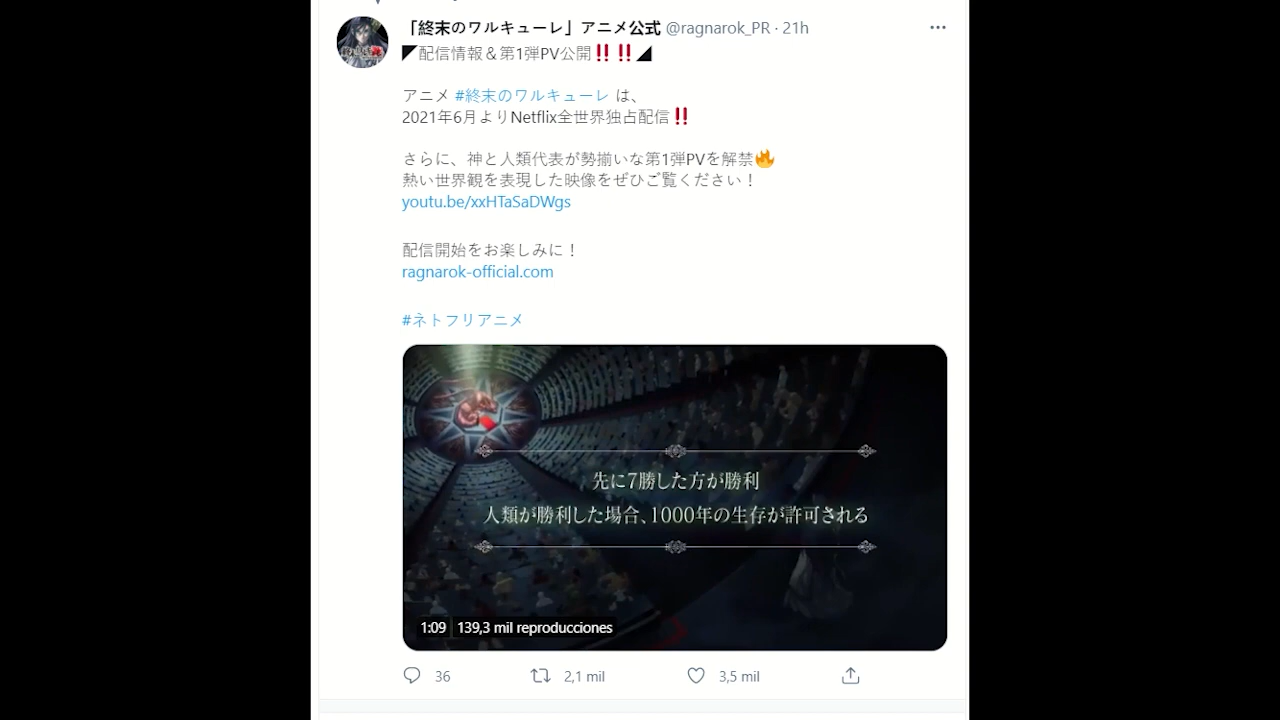 「終末のワルキューレ」アニメ公式 @ragnarok_PR · 21h
◤配信情報＆第1弾PV公開‼️‼️◢
アニメ #終末のワルキューレ は、
2021年6月よりNetflix全世界独占配信‼️
さらに、神と人類代表が勢揃いな第1弾PVを解禁🔥
熱い世界観を表現した映像をぜひご覧ください！
youtu.be/xxHTaSaDWgs
配信開始をお楽しみに！
ragnarok-official.com
#ネトフリアニメ
先に7勝した方が勝利
人類が勝利した場合、1000年の生存が許可される
1:09 139,3 mil reproducciones
36 2,1 mil 3,5 mil